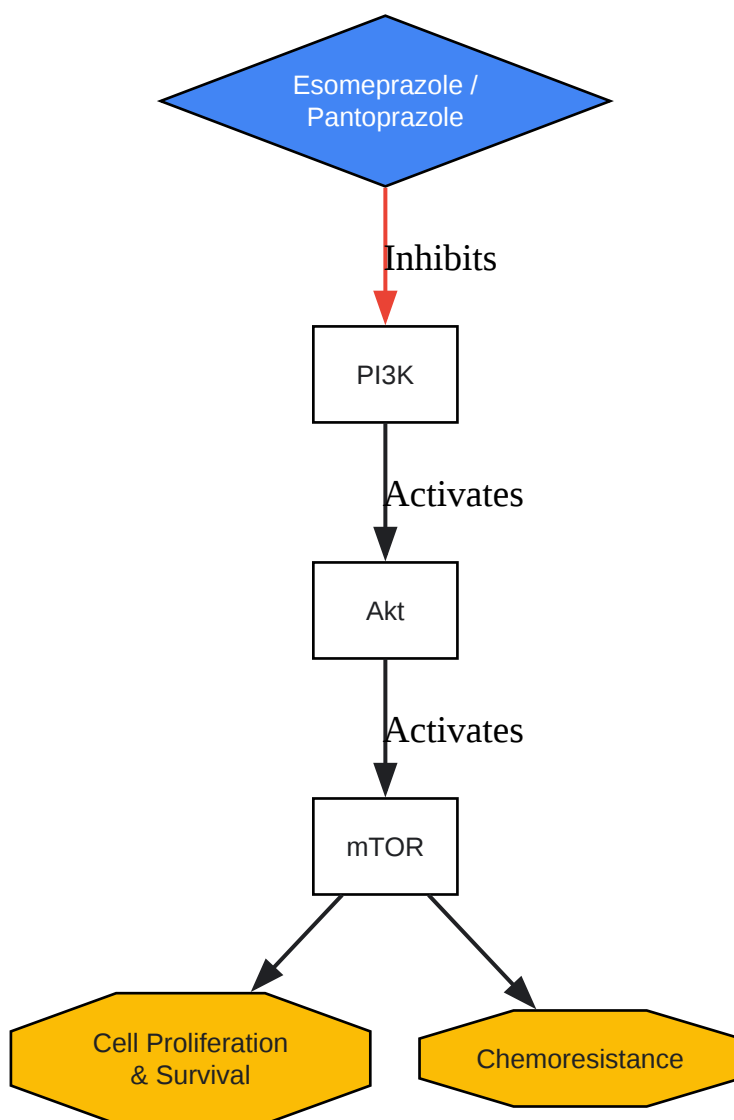 Esomeprazole /
Pantoprazole
Inhibits
PI3K
Activates
Akt
Activates
mTOR
Cell Proliferation
& Survival
Chemoresistance